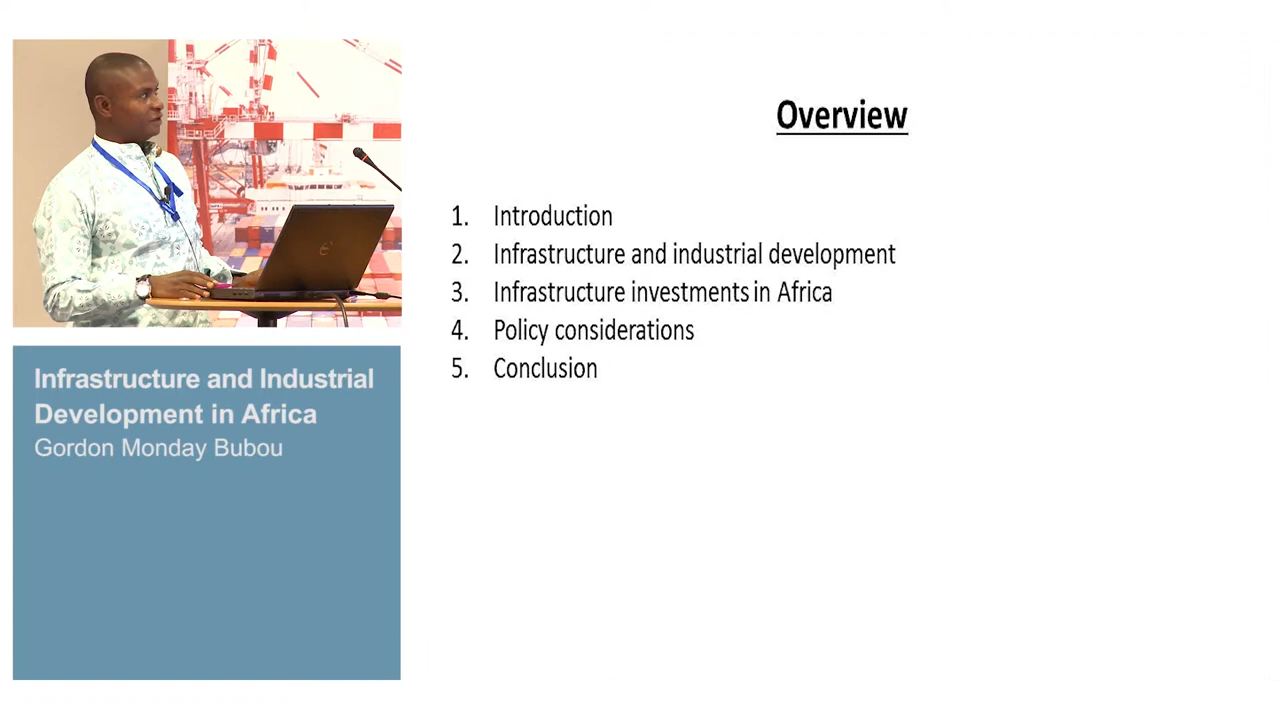 Infrastructure and Industrial
Development in Africa
Gordon Monday Bubou
Overview
1. Introduction
2. Infrastructure and industrial development
3. Infrastructure investments in Africa
4. Policy considerations
5. Conclusion